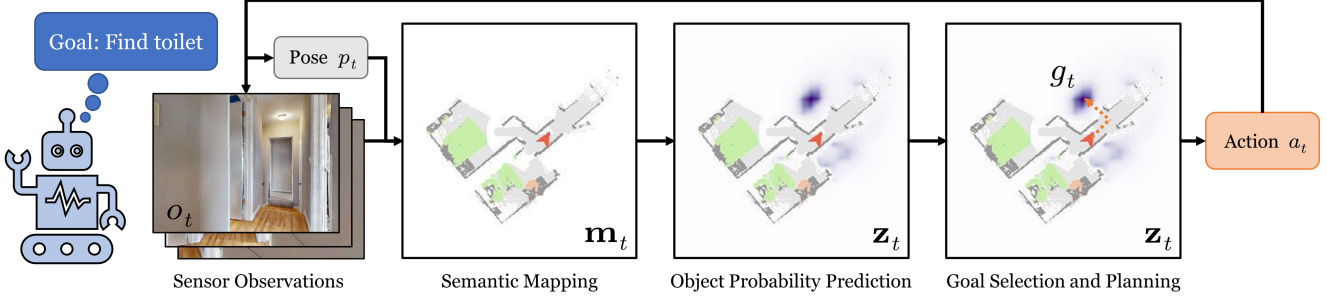 Goal: Find toilet
Pose p_t
o_t
m_t
z_t
g_t
z_t
Action a_t
Sensor Observations
Semantic Mapping
Object Probability Prediction
Goal Selection and Planning